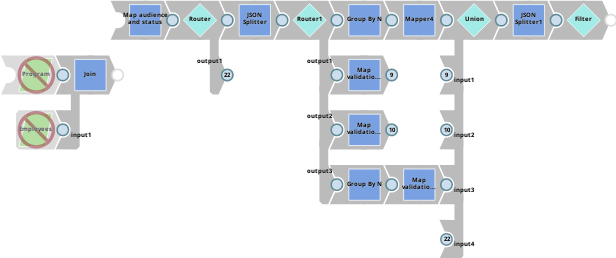 Map audience and status
Router
JSON Splitter
Router1
Group By N
Mapper4
Union
JSON Splitter1
Filter
Program
Join
output1
22
output1
Map validatio...
9
9
input1
Employees
input1
output2
Map validatio...
10
10
input2
output3
Group By N
Map validatio...
input3
22
input4